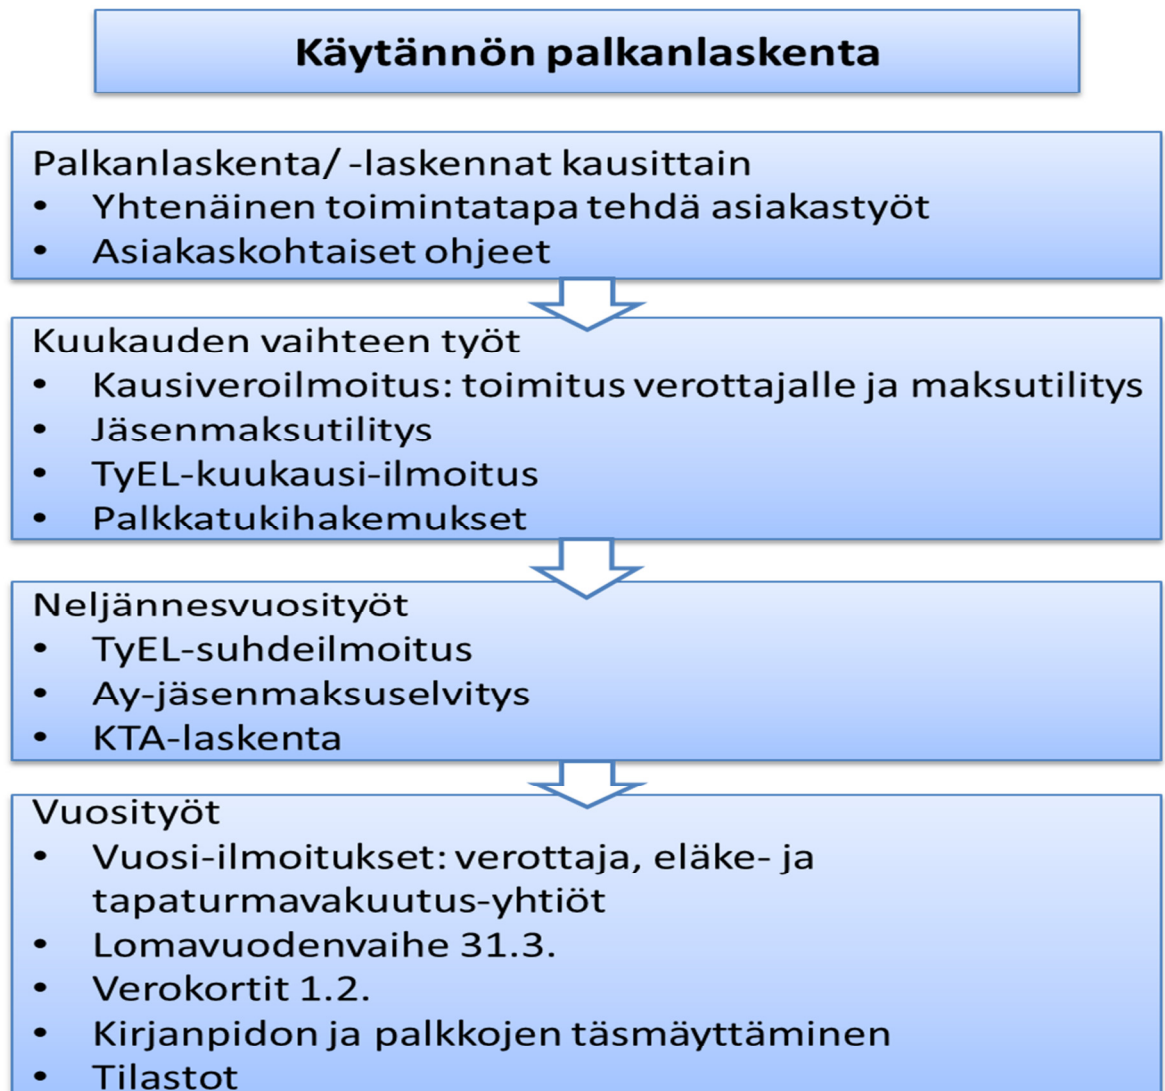 Käytännön palkanlaskenta
Palkanlaskenta/ -laskennat kausittain
• Yhtenäinen toimintatapa tehdä asiakastyöt
• Asiakaskohtaiset ohjeet
Kuukauden vaihteen työt
• Kausiveroilmoitus: toimitus verottajalle ja maksutilitys
• Jäsenmaksutilitys
• TyEL-kuukausi-ilmoitus
• Palkkatukihakemukset
Neljännesvuosityöt
• TyEL-suhdeilmoitus
• Ay-jäsenmaksuselvitys
• KTA-laskenta
Vuosityöt
• Vuosi-ilmoitukset: verottaja, eläke- ja
tapaturmavakuutus-yhtiöt
• Lomavuodenvaihe 31.3.
• Verokortit 1.2.
• Kirjanpidon ja palkkojen täsmäyttäminen
• Tilastot